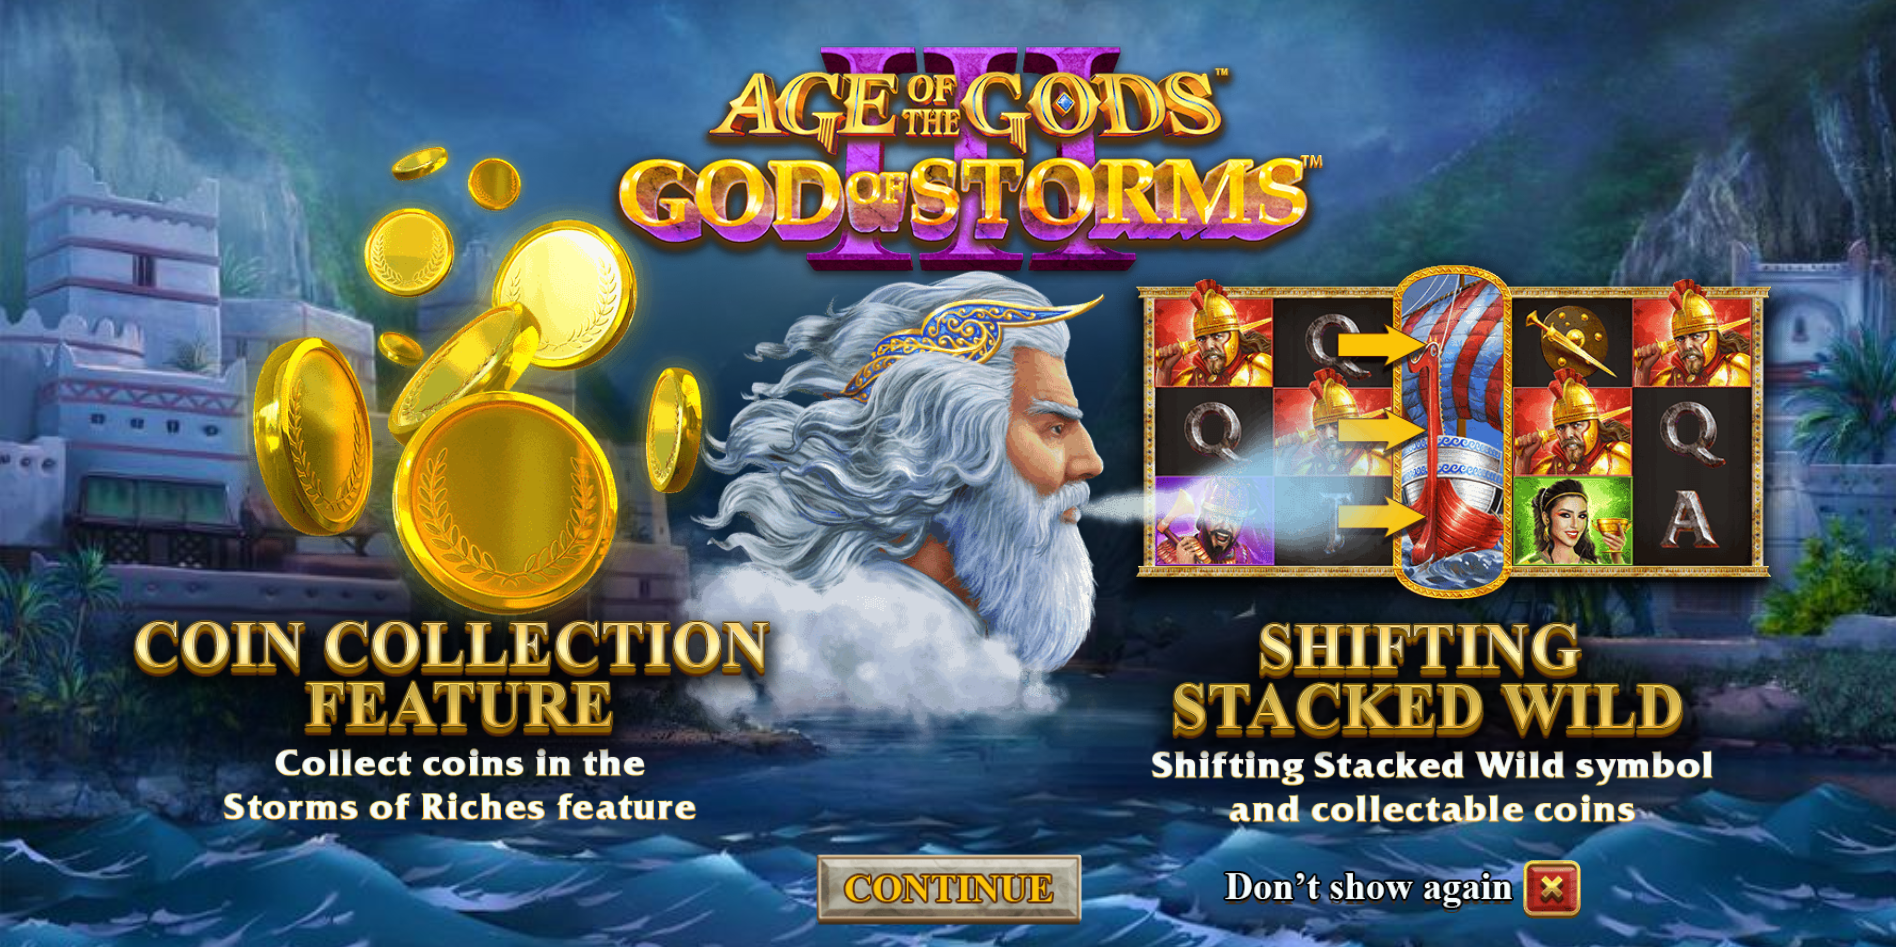 III
AGE OF THE GODS™
GOD OF STORMS™
Q
Q
Q
T
A
COIN COLLECTION
FEATURE
Collect coins in the
Storms of Riches feature
SHIFTING
STACKED WILD
Shifting Stacked Wild symbol
and collectable coins
CONTINUE
Don't show again